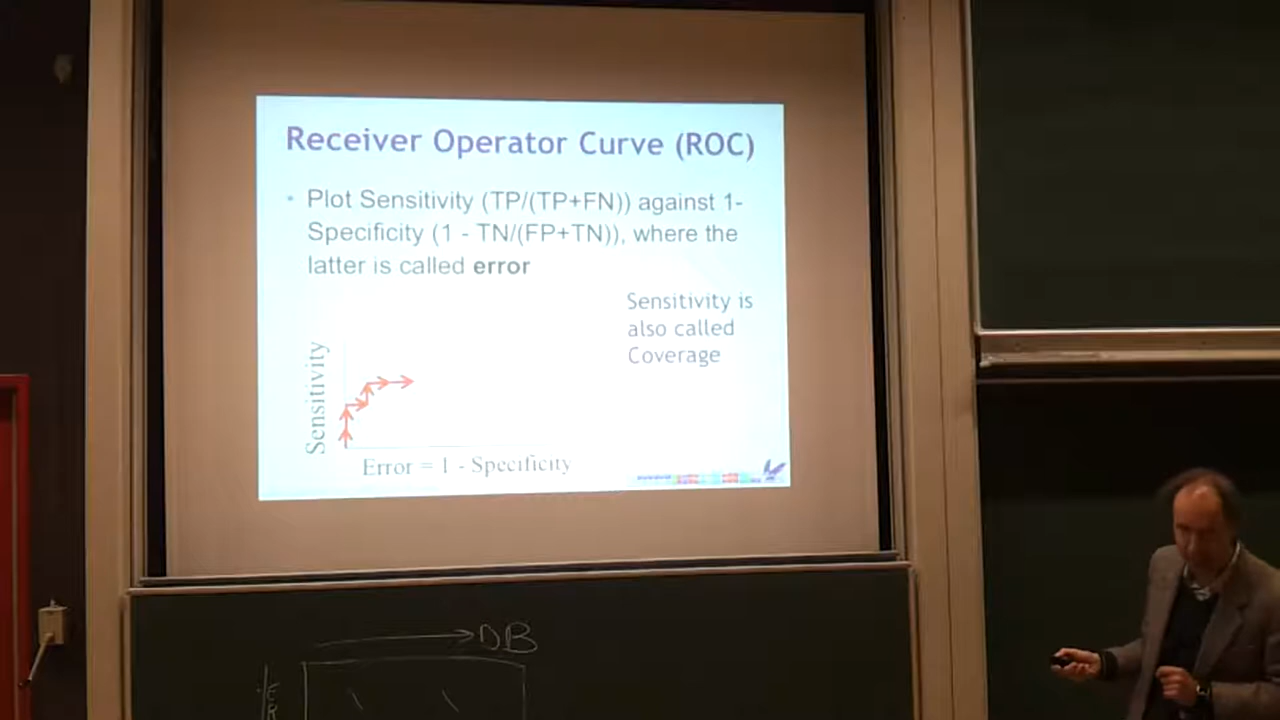 Receiver Operator Curve (ROC)
• Plot Sensitivity (TP/(TP+FN)) against 1-
Specificity (1 - TN/(FP+TN)), where the
latter is called error
Sensitivity is
also called
Coverage
Sensitivity
Error = 1 - Specificity
DB